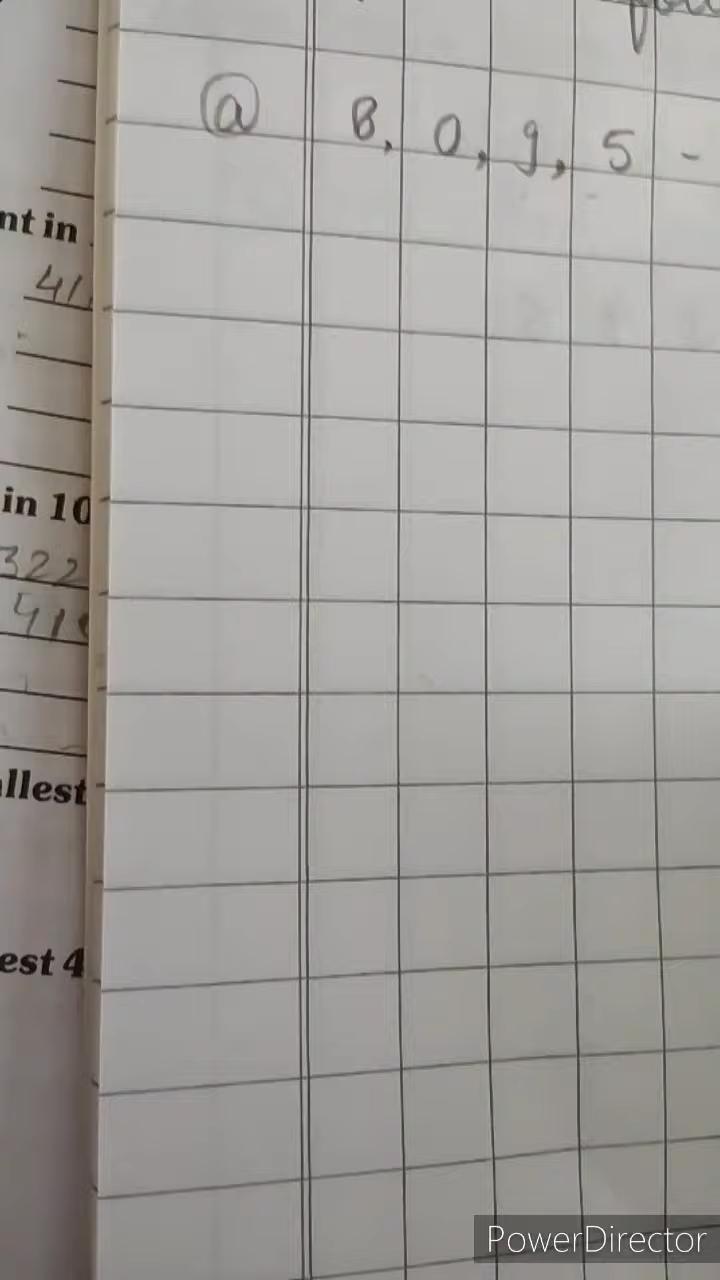 ⓐ 8, 0, 9, 5 -
nt in
41
in 10
322
41
llest
est 4
PowerDirector